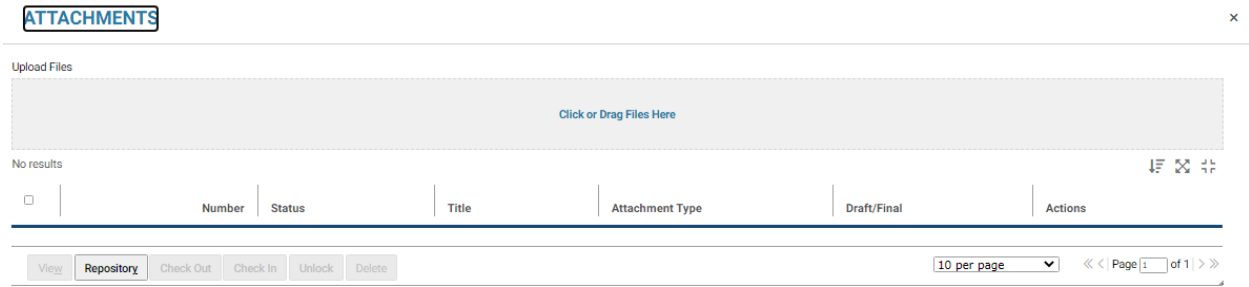 ATTACHMENTS
×
Upload Files
Click or Drag Files Here
No results
Number Status Title Attachment Type Draft/Final Actions
View Repository Check Out Check In Unlock Delete 10 per page Page 1 of 1